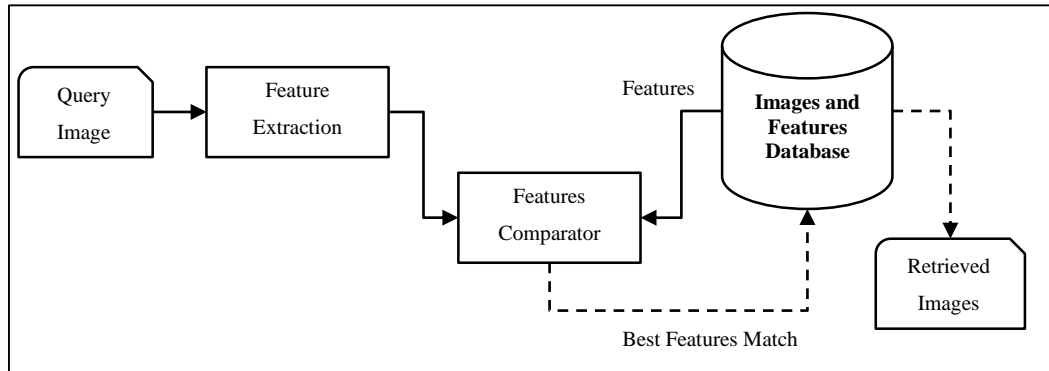 Query
Image
Feature
Extraction
Features
Images and
Features
Database
Features
Comparator
Retrieved
Images
Best Features Match